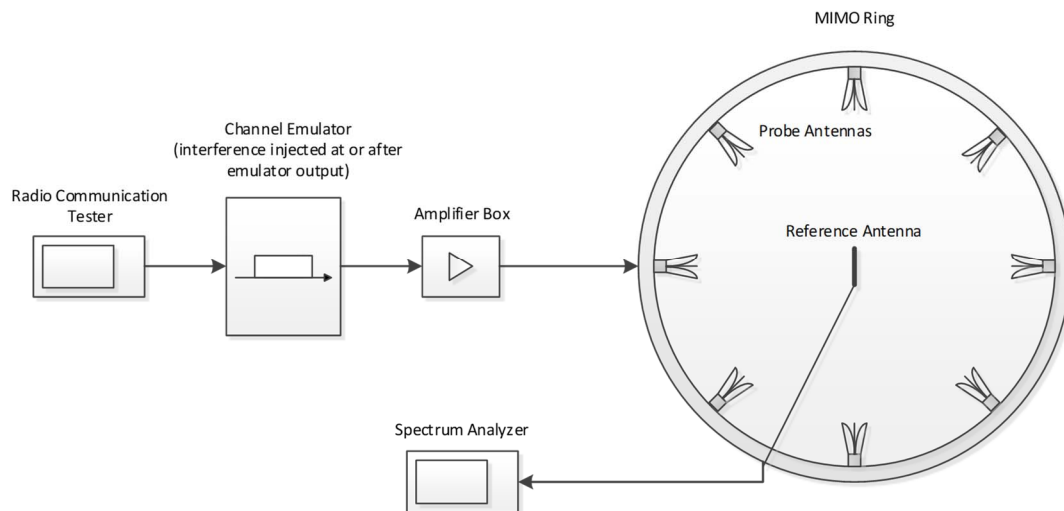 MIMO Ring
Probe Antennas
Channel Emulator
(interference injected at or after
emulator output)
Radio Communication
Tester
Amplifier Box
Reference Antenna
Spectrum Analyzer